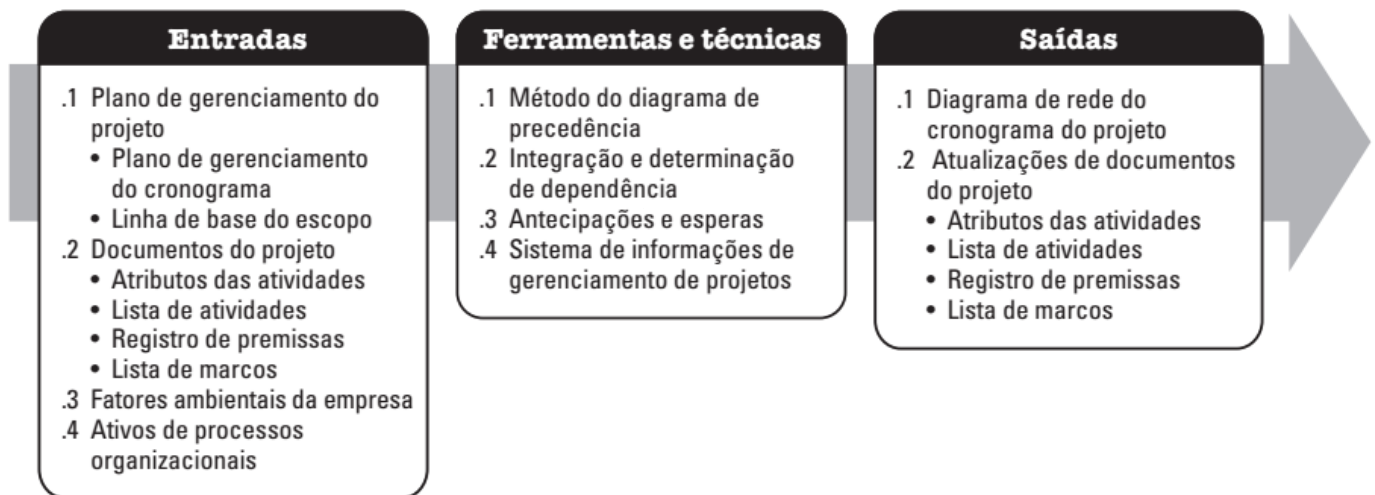 Entradas
.1 Plano de gerenciamento do
projeto
• Plano de gerenciamento
do cronograma
• Linha de base do escopo
.2 Documentos do projeto
• Atributos das atividades
• Lista de atividades
• Registro de premissas
• Lista de marcos
.3 Fatores ambientais da empresa
.4 Ativos de processos
organizacionais
Ferramentas e técnicas
.1 Método do diagrama de
precedência
.2 Integração e determinação
de dependência
.3 Antecipações e esperas
.4 Sistema de informações de
gerenciamento de projetos
Saídas
.1 Diagrama de rede do
cronograma do projeto
.2 Atualizações de documentos
do projeto
• Atributos das atividades
• Lista de atividades
• Registro de premissas
• Lista de marcos